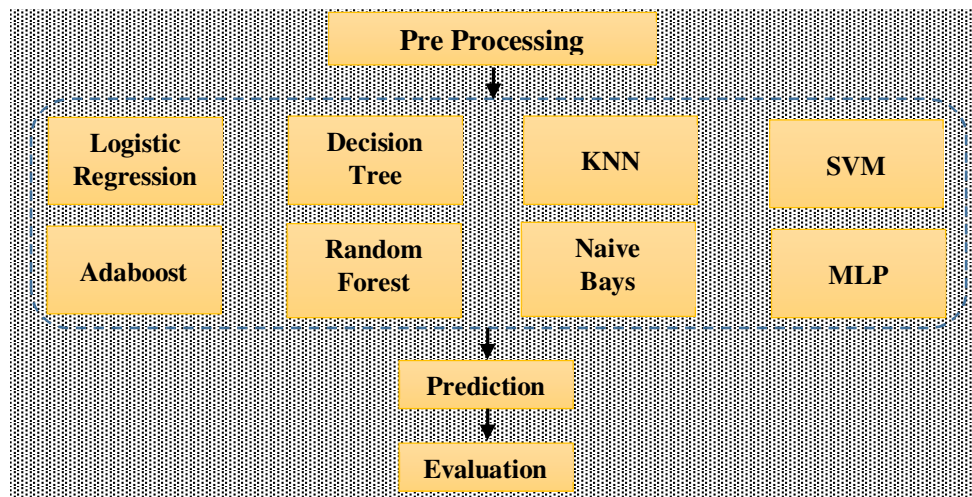 Pre Processing
Logistic
Regression
Decision
Tree
KNN
SVM
Adaboost
Random
Forest
Naive
Bays
MLP
Prediction
Evaluation